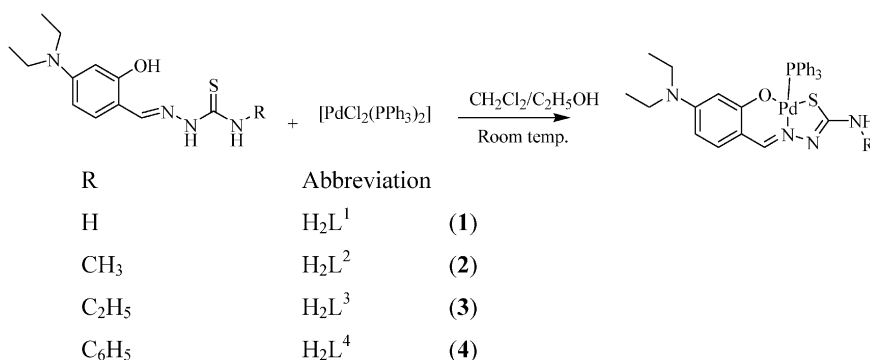 N
OH
S
N
N
H
N
H
R
+
[PdCl2(PPh3)2]
CH2Cl2/C2H5OH
Room temp.
N
O
PPh3
Pd
S
N
N
NH
R
R Abbreviation
H H2L1 (1)
CH3 H2L2 (2)
C2H5 H2L3 (3)
C6H5 H2L4 (4)